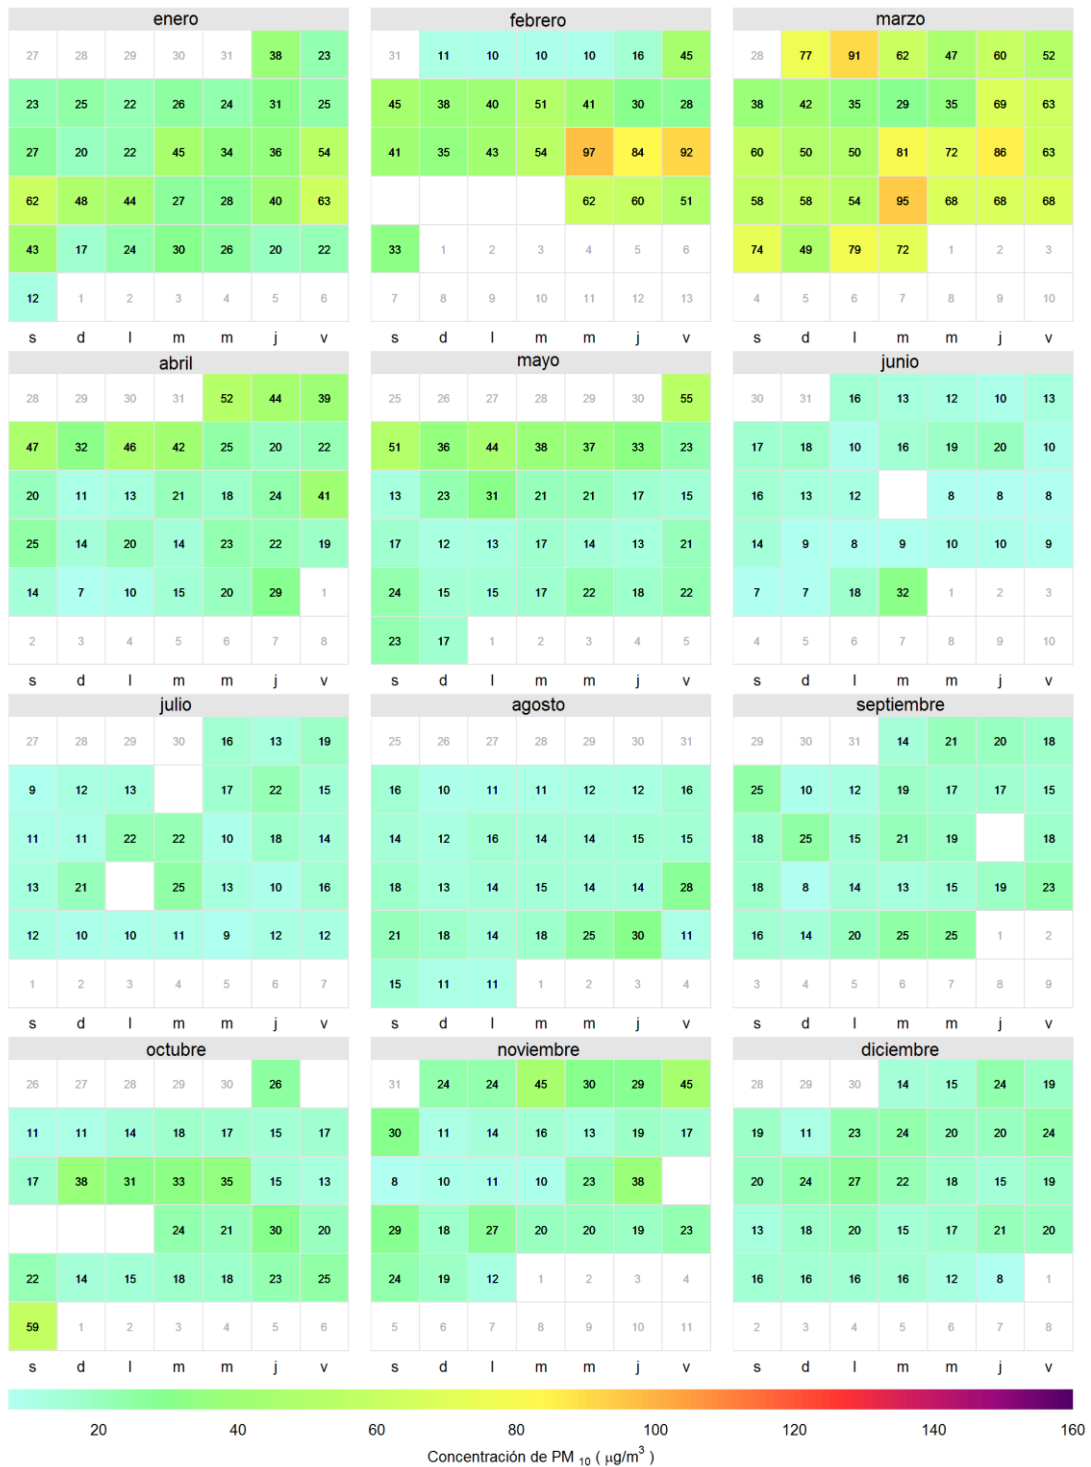 enero febrero marzo
27 28 29 30 31 38 23 31 11 10 10 10 16 45 28 77 91 62 47 60 52
23 25 22 26 24 31 25 45 38 40 51 41 30 28 38 42 35 29 35 69 63
27 20 22 45 34 36 54 41 35 43 54 97 84 92 60 50 50 81 72 86 63
62 48 44 27 28 40 63 62 60 51 58 58 54 95 68 68 68
43 17 24 30 26 20 22 33 1 2 3 4 5 6 74 49 79 72 1 2 3
12 1 2 3 4 5 6 7 8 9 10 11 12 13 4 5 6 7 8 9 10
s d l m m j v s d l m m j v s d l m m j v
abril mayo junio
28 29 30 31 52 44 39 25 26 27 28 29 30 55 30 31 16 13 12 10 13
47 32 46 42 25 20 22 51 36 44 38 37 33 23 17 18 10 16 19 20 10
20 11 13 21 18 24 41 13 23 31 21 21 17 15 16 13 12 8 8 8
25 14 20 14 23 22 19 17 12 13 17 14 13 21 14 9 8 9 10 10 9
14 7 10 15 20 29 1 24 15 15 17 22 18 22 7 7 18 32 1 2 3
2 3 4 5 6 7 8 23 17 1 2 3 4 5 4 5 6 7 8 9 10
s d l m m j v s d l m m j v s d l m m j v
julio agosto septiembre
27 28 29 30 16 13 19 25 26 27 28 29 30 31 29 30 31 14 21 20 18
9 12 13 17 22 15 16 10 11 11 12 12 16 25 10 12 19 17 17 15
11 11 22 22 10 18 14 14 12 16 14 14 15 15 18 25 15 21 19 18
13 21 25 13 10 16 18 13 14 15 14 14 28 18 8 14 13 15 19 23
12 10 10 11 9 12 12 21 18 14 18 25 30 11 16 14 20 25 25 1 2
1 2 3 4 5 6 7 15 11 11 1 2 3 4 3 4 5 6 7 8 9
s d l m m j v s d l m m j v s d l m m j v
octubre noviembre diciembre
26 27 28 29 30 26 31 24 24 45 30 29 45 28 29 30 14 15 24 19
11 11 14 18 17 15 17 30 11 14 16 13 19 17 19 11 23 24 20 20 24
17 38 31 33 35 15 13 8 10 11 10 23 38 20 24 27 22 18 15 19
24 21 30 20 29 18 27 20 20 19 23 13 18 20 15 17 21 20
22 14 15 18 18 23 25 24 19 12 1 2 3 4 16 16 16 16 12 8 1
59 1 2 3 4 5 6 5 6 7 8 9 10 11 2 3 4 5 6 7 8
s d l m m j v s d l m m j v s d l m m j v
20 40 60 80 100 120 140 160
Concentración de PM 10 ( μg/m³ )